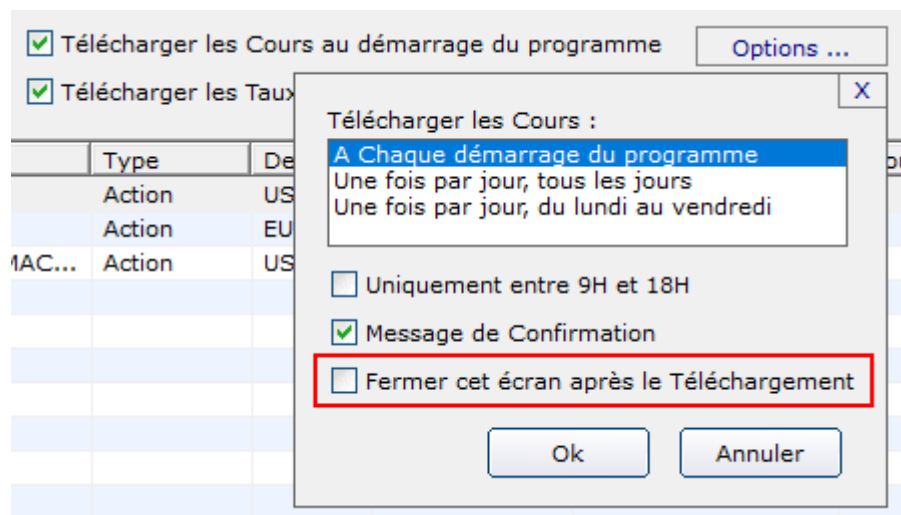 Télécharger les Cours au démarrage du programme
Options ...
Télécharger les Taux
X
Télécharger les Cours :
A Chaque démarrage du programme
Une fois par jour, tous les jours
Une fois par jour, du lundi au vendredi
Type
De
Action
US
Action
EU
MAC...
Action
US
Uniquement entre 9H et 18H
Message de Confirmation
Fermer cet écran après le Téléchargement
Ok
Annuler